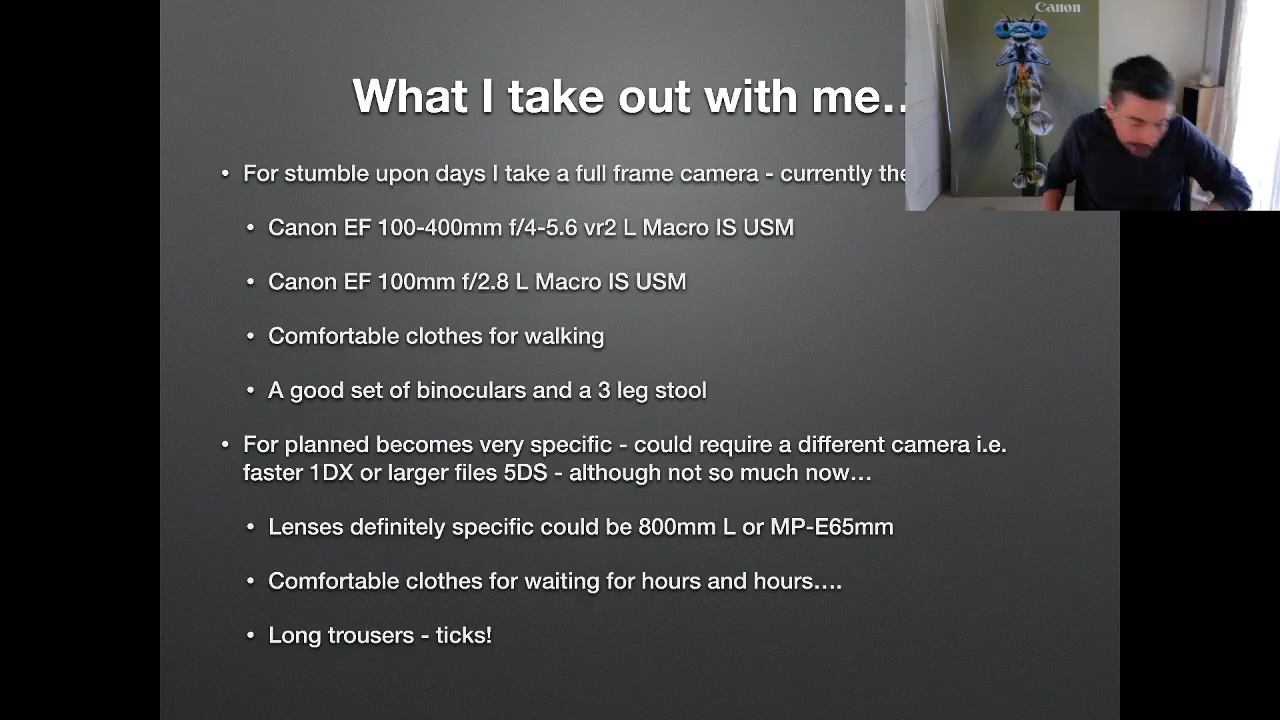 Canon
What I take out with me..
• For stumble upon days I take a full frame camera - currently the
• Canon EF 100-400mm f/4-5.6 vr2 L Macro IS USM
• Canon EF 100mm f/2.8 L Macro IS USM
• Comfortable clothes for walking
• A good set of binoculars and a 3 leg stool
• For planned becomes very specific - could require a different camera i.e.
faster 1DX or larger files 5DS - although not so much now…
• Lenses definitely specific could be 800mm L or MP-E65mm
• Comfortable clothes for waiting for hours and hours….
• Long trousers - ticks!